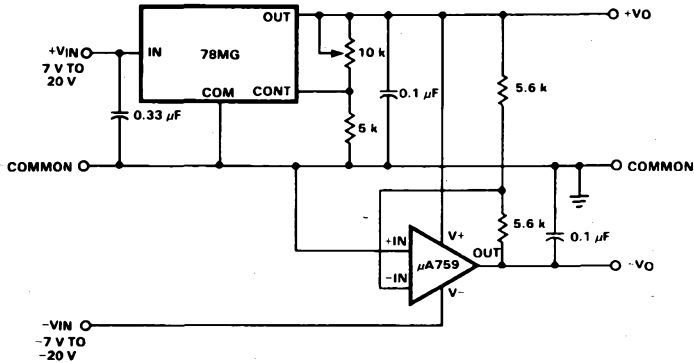 OUT
+VO
+VIN
IN
78MG
10 k
7 V TO
20 V
COM
CONT
0.1 μF
5.6 k
0.33 μF
5 k
COMMON
COMMON
+IN
V+
5.6 k
μA759
OUT
0.1 μF
-IN
-VO
V-
-VIN
-7 V TO
-20 V